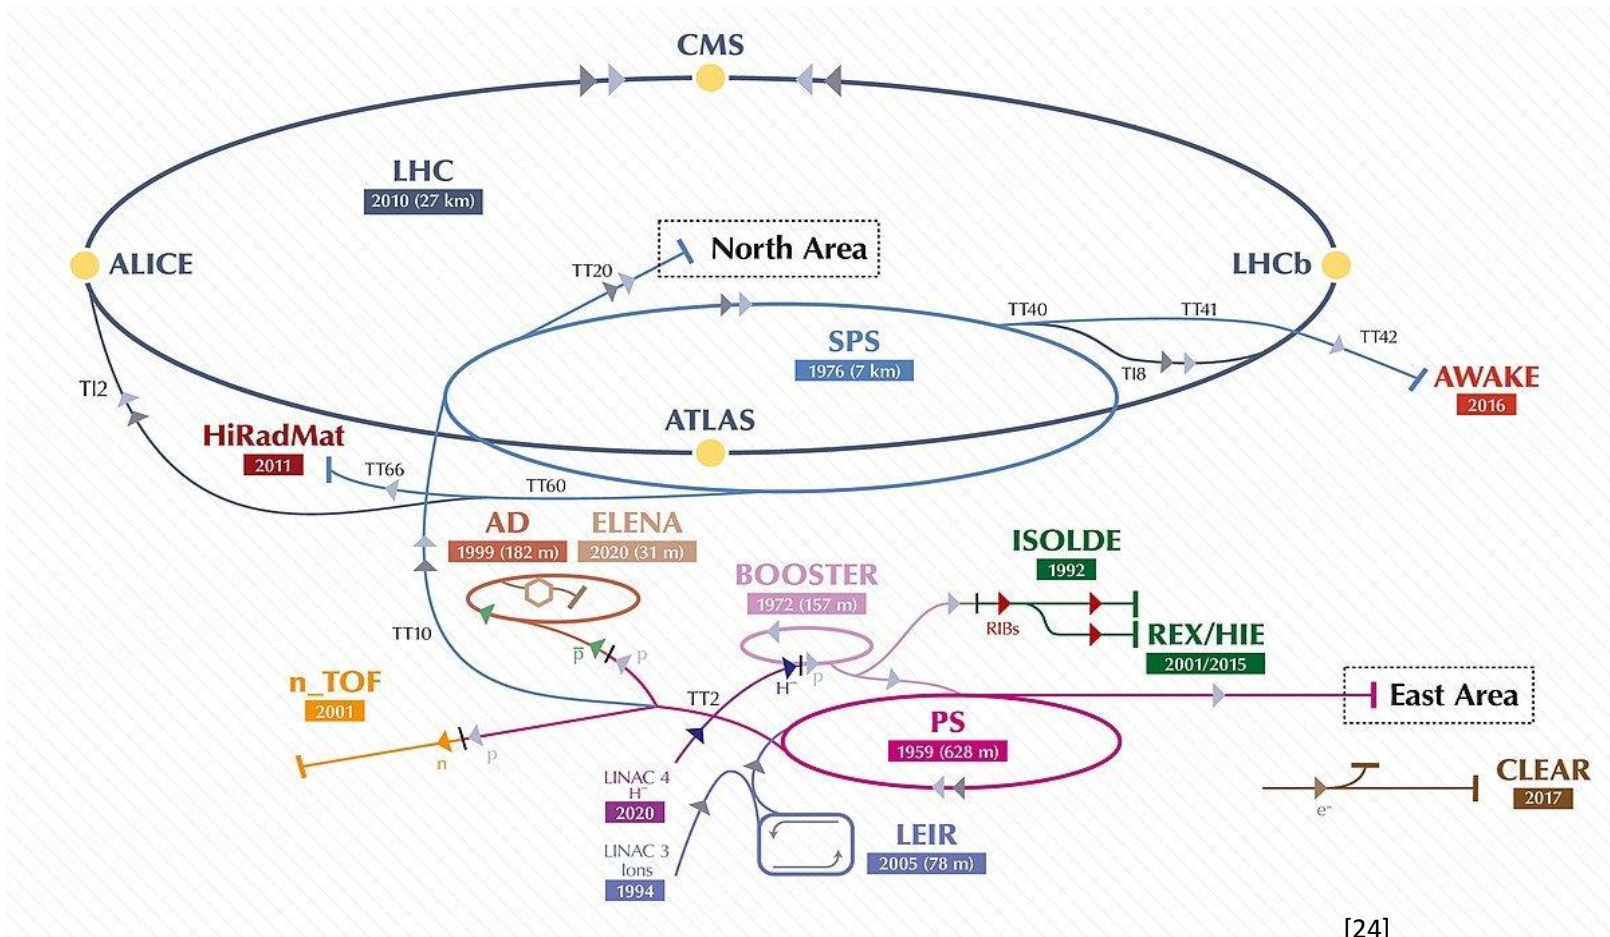 CMS
LHC
2010 (27 km)
North Area
TT20
ALICE
LHCb
TT40
TT41
TT42
SPS
1976 (7 km)
TI8
AWAKE
2016
TI2
ATLAS
HiRadMat
2011
TT66
TT60
AD
1999 (182 m)
ELENA
2020 (31 m)
ISOLDE
1992
BOOSTER
1972 (157 m)
RIBs
REX/HIE
2001/2015
TT10
p̅
p
H⁻
p
n_TOF
2001
TT2
East Area
PS
1959 (628 m)
n
p
LINAC 4
H⁻
2020
CLEAR
2017
e⁻
LEIR
2005 (78 m)
LINAC 3
Ions
1994
[24]